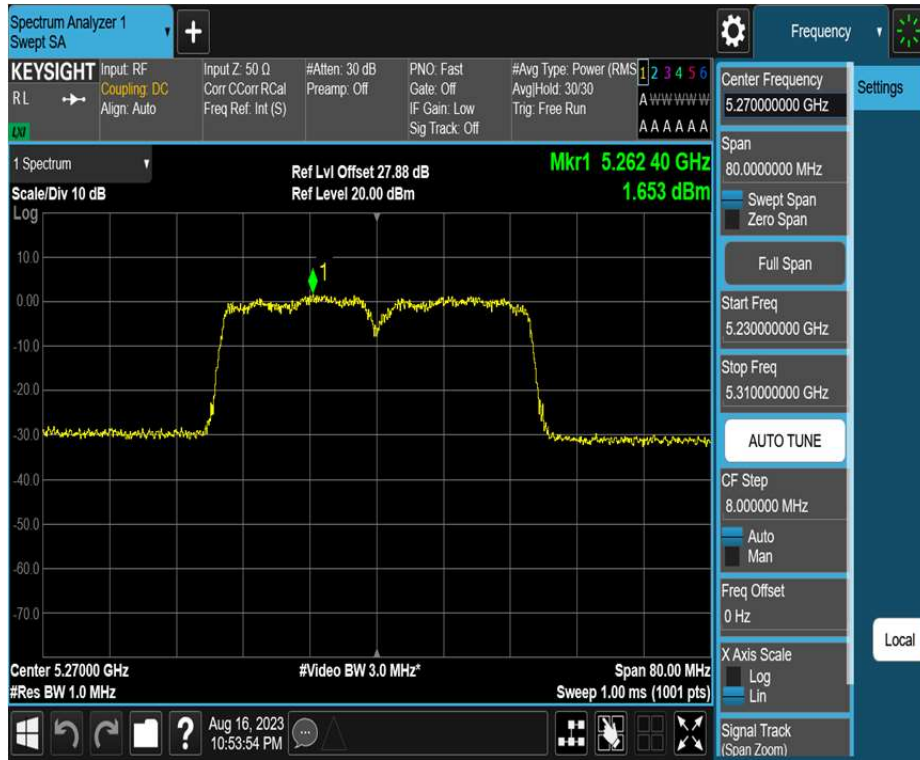 Spectrum Analyzer 1
Swept SA
+
Frequency
KEYSIGHT
R L
LXI
Input: RF
Coupling: DC
Align: Auto
Input Z: 50 Ω
Corr CCorr RCal
Freq Ref: Int (S)
#Atten: 30 dB
Preamp: Off
PNO: Fast
Gate: Off
IF Gain: Low
Sig Track: Off
#Avg Type: Power (RMS
Avg|Hold: 30/30
Trig: Free Run
1 2 3 4 5 6
A W W W W W
A A A A A A
1 Spectrum
Scale/Div 10 dB
Log
Ref Lvl Offset 27.88 dB
Ref Level 20.00 dBm
Mkr1 5.262 40 GHz
1.653 dBm
1
10.0
0.00
-10.0
-20.0
-30.0
-40.0
-50.0
-60.0
-70.0
Center 5.27000 GHz
#Res BW 1.0 MHz
#Video BW 3.0 MHz*
Span 80.00 MHz
Sweep 1.00 ms (1001 pts)
Center Frequency
5.270000000 GHz
Settings
Span
80.0000000 MHz
Swept Span
Zero Span
Full Span
Start Freq
5.230000000 GHz
Stop Freq
5.310000000 GHz
AUTO TUNE
CF Step
8.000000 MHz
Auto
Man
Freq Offset
0 Hz
Local
X Axis Scale
Log
Lin
Signal Track
(Span Zoom)
?
Aug 16, 2023
10:53:54 PM